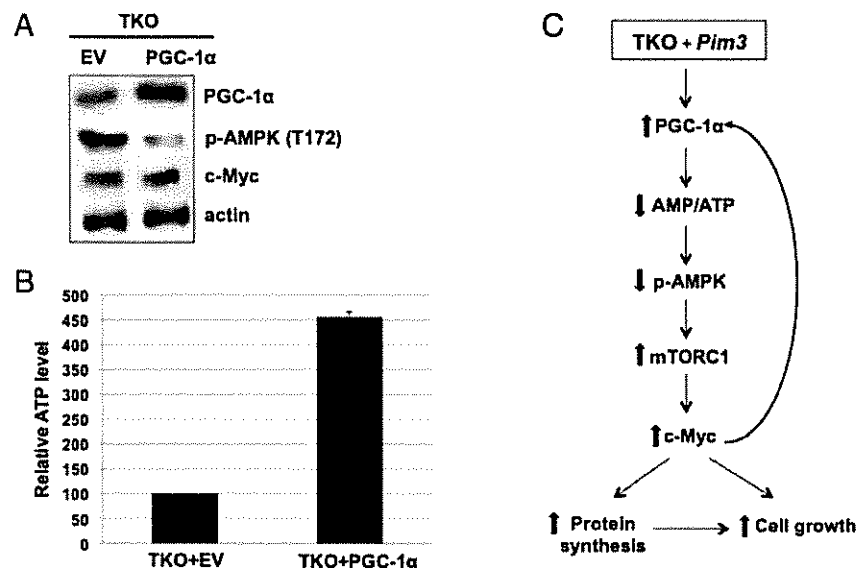 A
TKO
EV PGC-1α
PGC-1α
p-AMPK (T172)
c-Myc
actin
B
Relative ATP level
500
450
400
350
300
250
200
150
100
50
0
TKO+EV TKO+PGC-1α
C
TKO + Pim3
PGC-1α
AMP/ATP
p-AMPK
mTORC1
c-Myc
Protein
synthesis
Cell growth